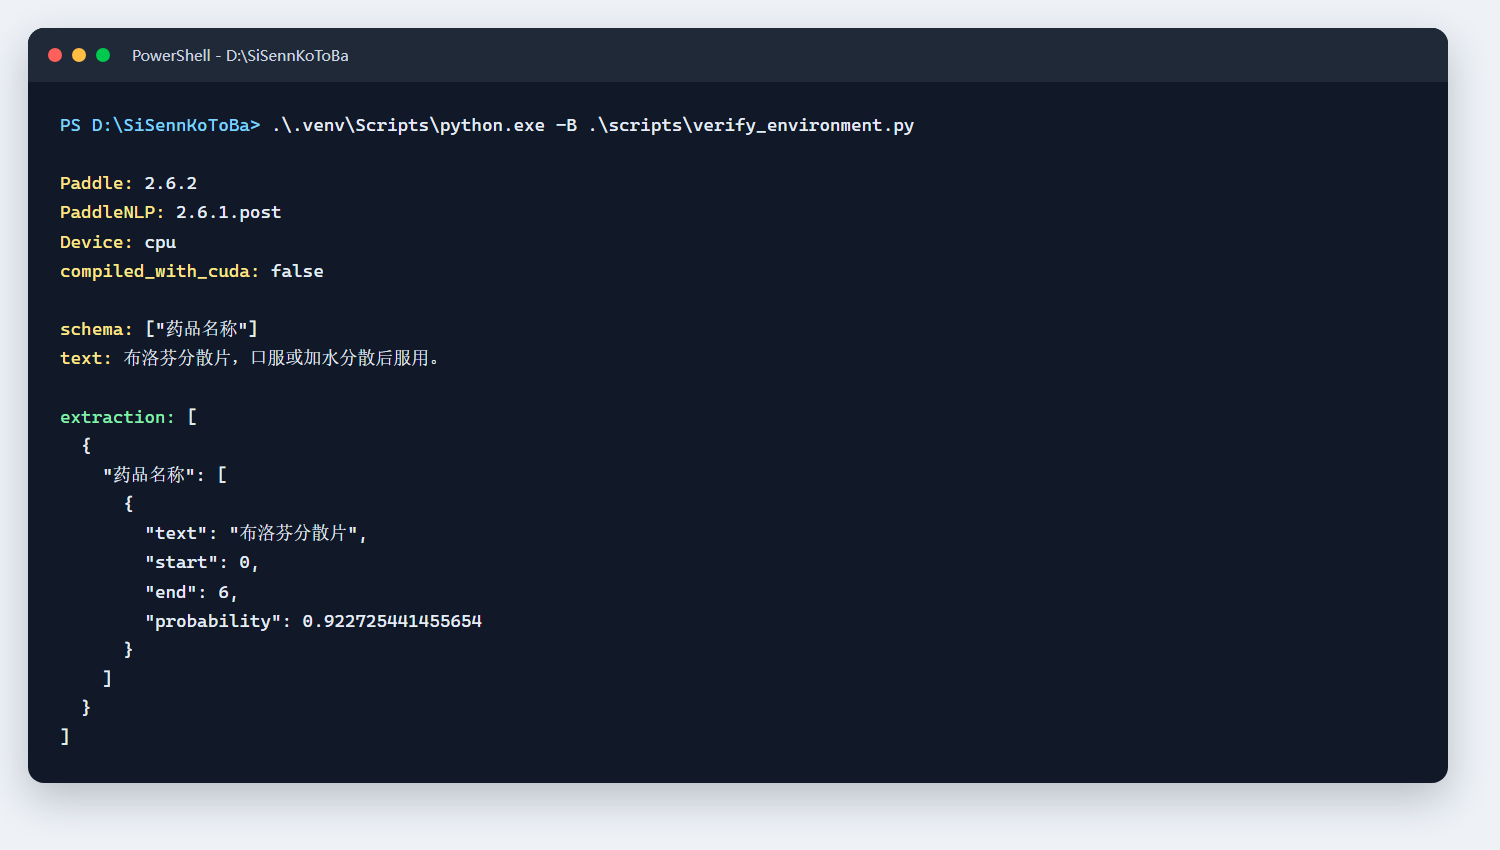 PowerShell - D:\SiSennKoToBa
PS D:\SiSennKoToBa> .\.venv\Scripts\python.exe -B .\scripts\verify_environment.py
Paddle: 2.6.2
PaddleNLP: 2.6.1.post
Device: cpu
compiled_with_cuda: false
schema: ["药品名称"]
text: 布洛芬分散片，口服或加水分散后服用。
extraction: [
  {
    "药品名称": [
      {
        "text": "布洛芬分散片",
        "start": 0,
        "end": 6,
        "probability": 0.922725441455654
      }
    ]
  }
]